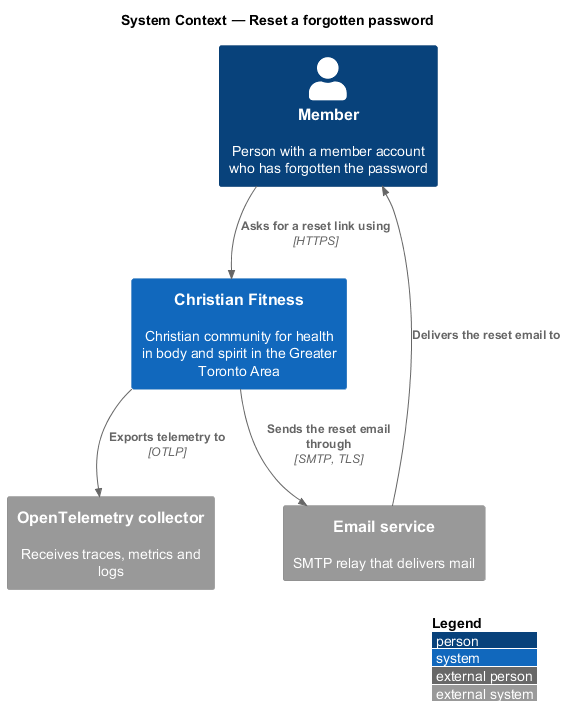 System Context — Reset a forgotten password
Member
Person with a member account
who has forgotten the password
Asks for a reset link using
[HTTPS]
Christian Fitness
Christian community for health
in body and spirit in the Greater
Toronto Area
Delivers the reset email to
Exports telemetry to
[OTLP]
Sends the reset email
through
[SMTP, TLS]
OpenTelemetry collector
Receives traces, metrics and
logs
Email service
SMTP relay that delivers mail
Legend
person
system
external person
external system